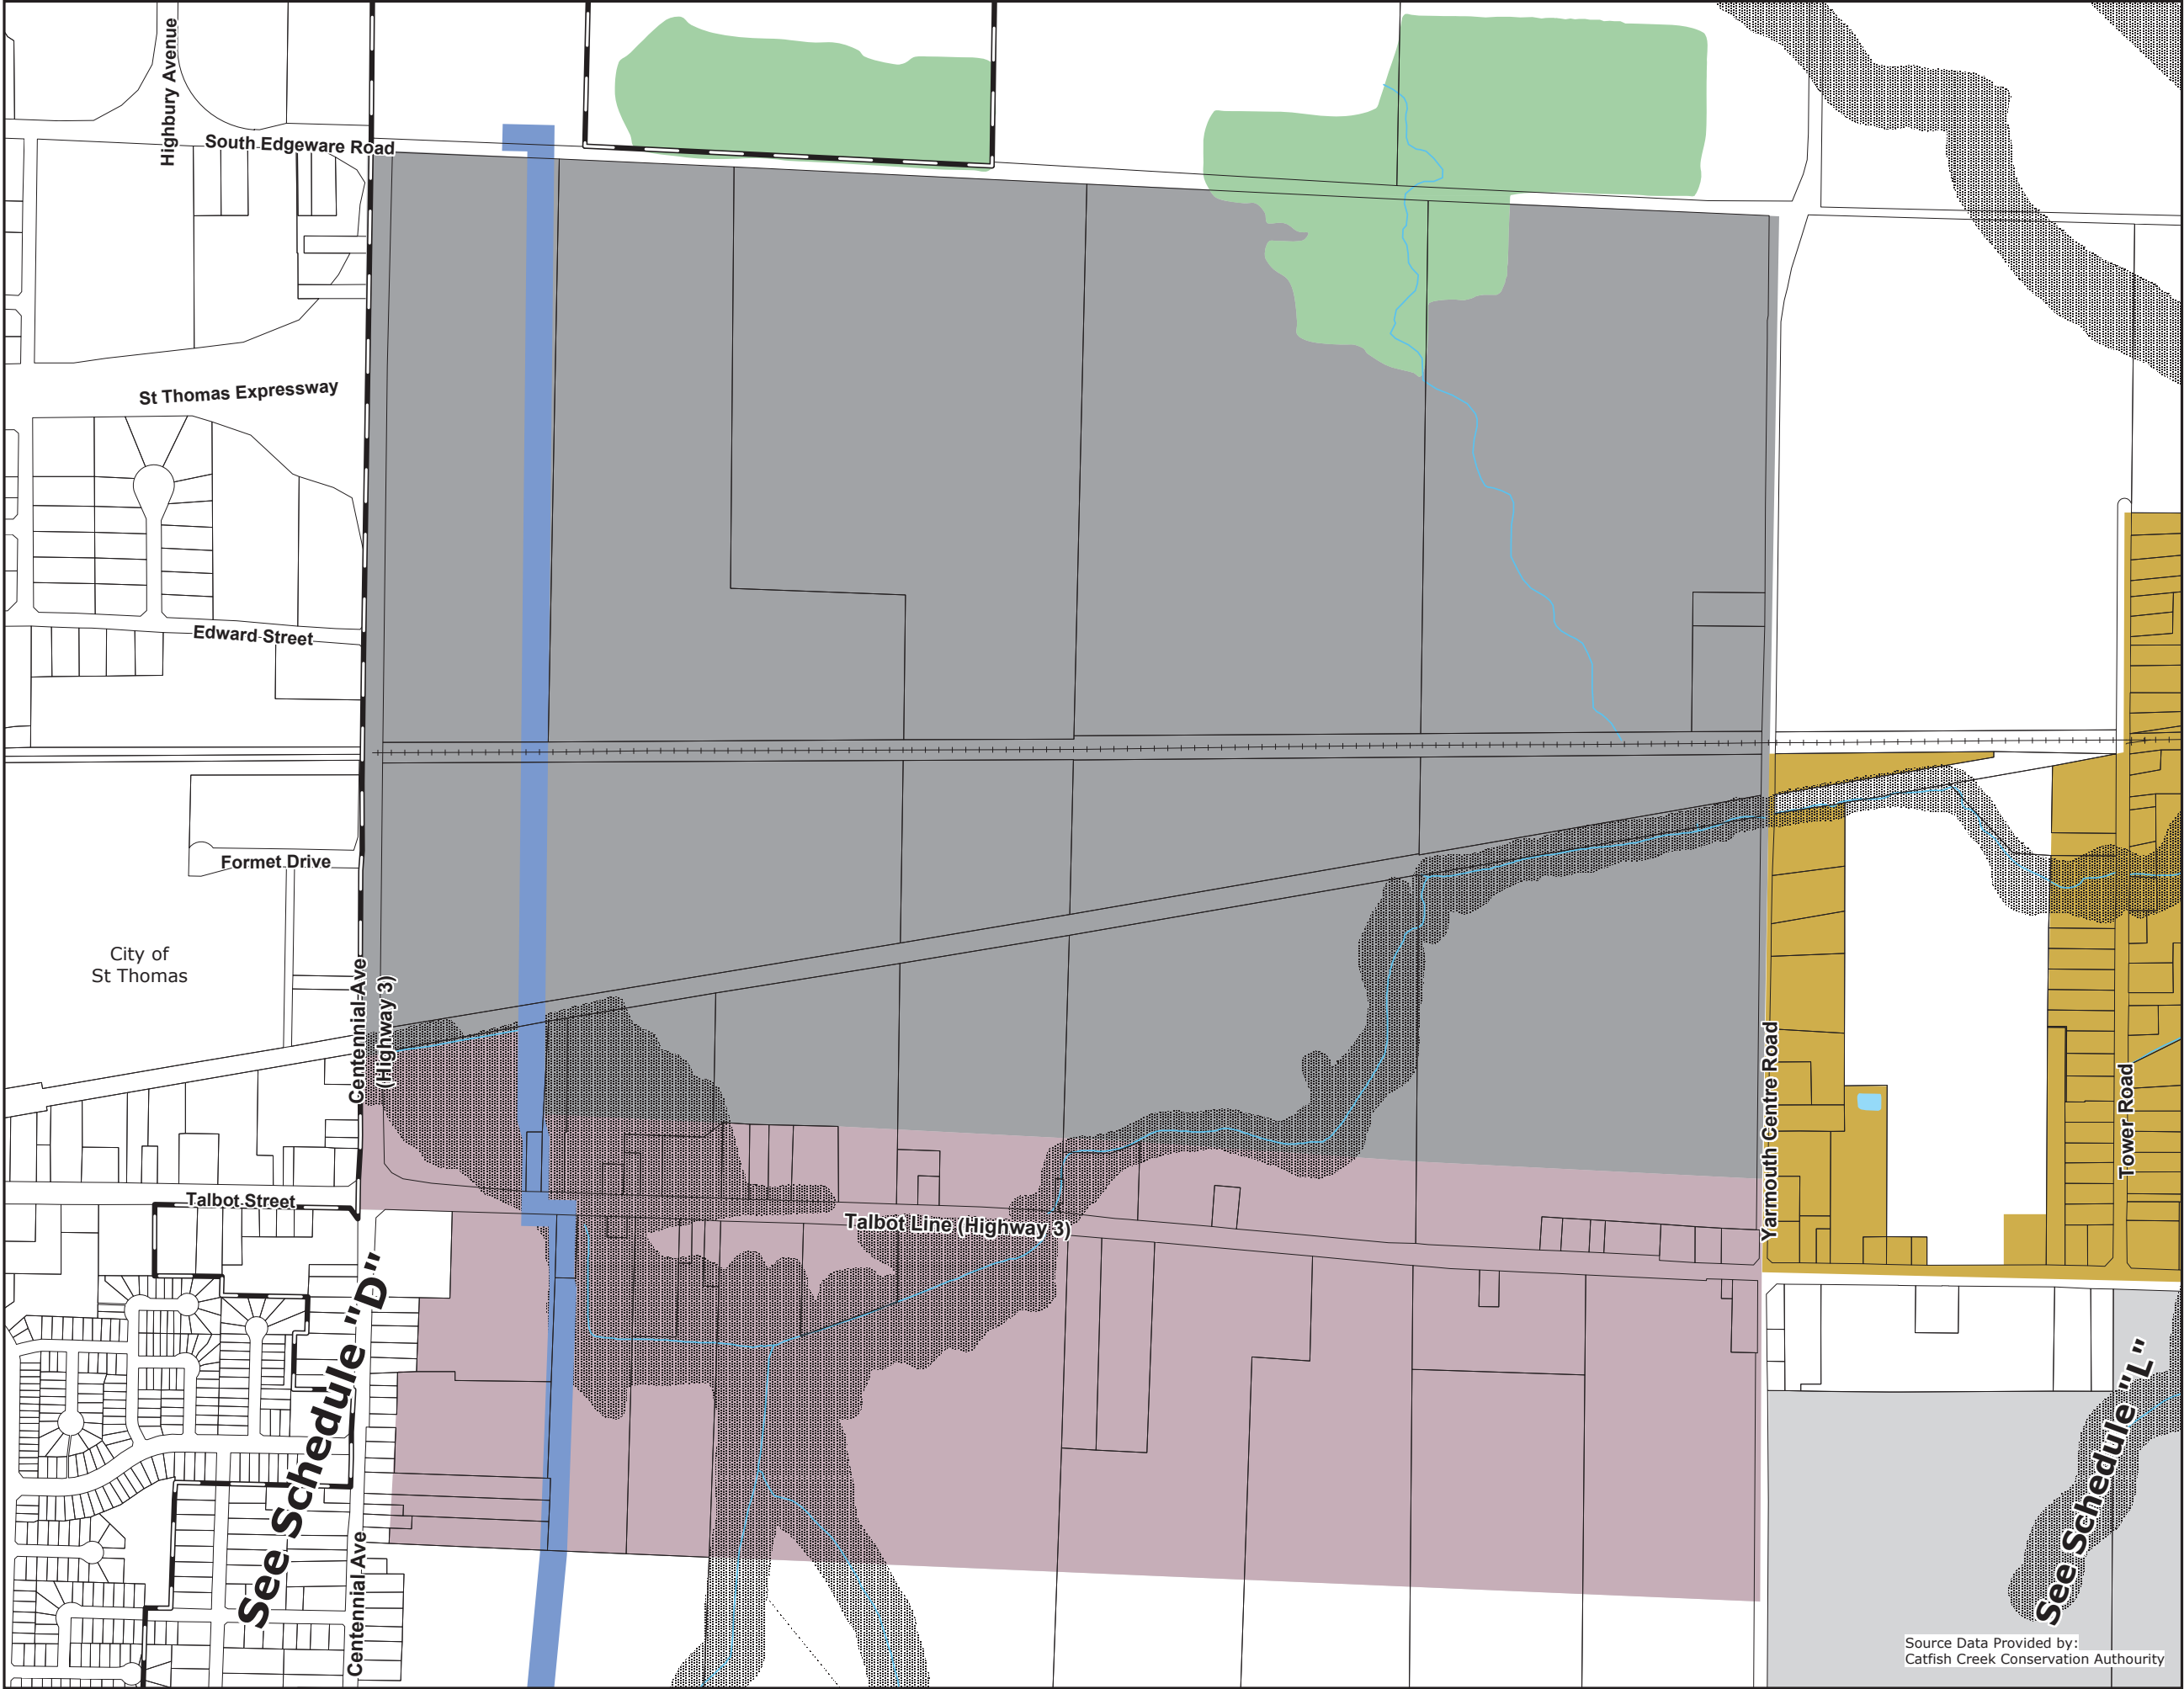 Highbury Avenue
South Edgeware Road
St Thomas Expressway
Edward Street
Formet Drive
City of
St Thomas
Centennial Ave
(Highway 3)
Talbot Street
Talbot Line (Highway 3)
Yarmouth Centre Road
Tower Road
See Schedule "D"
See Schedule "L"
Centennial Ave
Source Data Provided by:
Catfish Creek Conservation Authourity